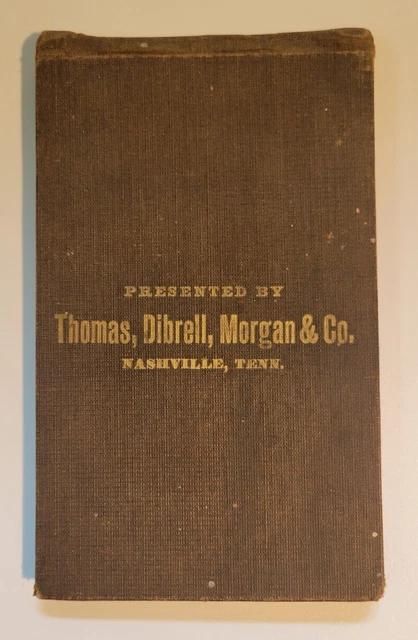 PRESENTED BY
Thomas, Dibrell, Morgan & Co.
NASHVILLE, TENN.